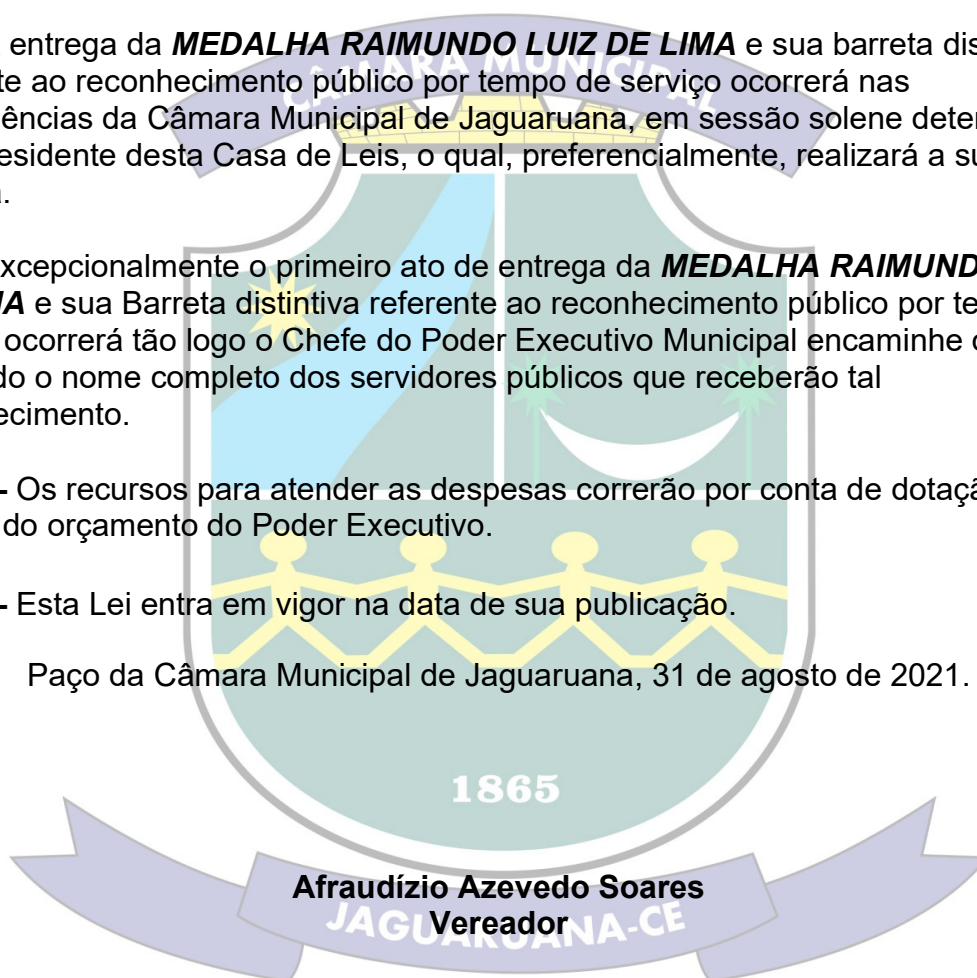 entrega da MEDALHA RAIMUNDO LUIZ DE LIMA e sua barreta dis
te ao reconhecimento público por tempo de serviço ocorrerá nas
ências da Câmara Municipal de Jaguaruana, em sessão solene deter
esidente desta Casa de Leis, o qual, preferencialmente, realizará a su
a.
xcepcionalmente o primeiro ato de entrega da MEDALHA RAIMUND
MA e sua Barreta distintiva referente ao reconhecimento público por te
ocorrerá tão logo o Chefe do Poder Executivo Municipal encaminhe
do o nome completo dos servidores públicos que receberão tal
ecimento.
- Os recursos para atender as despesas correrão por conta de dotaçã
do orçamento do Poder Executivo.
- Esta Lei entra em vigor na data de sua publicação.
Paço da Câmara Municipal de Jaguaruana, 31 de agosto de 2021.
Afraudízio Azevedo Soares
Vereador
CÂMARA MUNICIPAL
1865
JAGUARUANA-CE